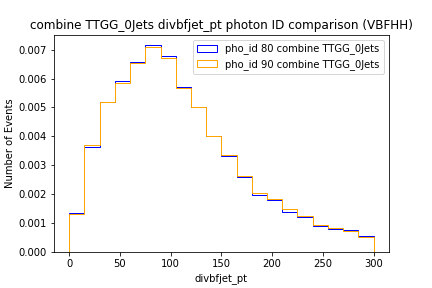 combine TTGG_0Jets divbfjet_pt photon ID comparison (VBFHH)
pho_id 80 combine TTGG_0Jets
pho_id 90 combine TTGG_0Jets
Number of Events
0.007
0.006
0.005
0.004
0.003
0.002
0.001
0.000
0 50 100 150 200 250 300
divbfjet_pt